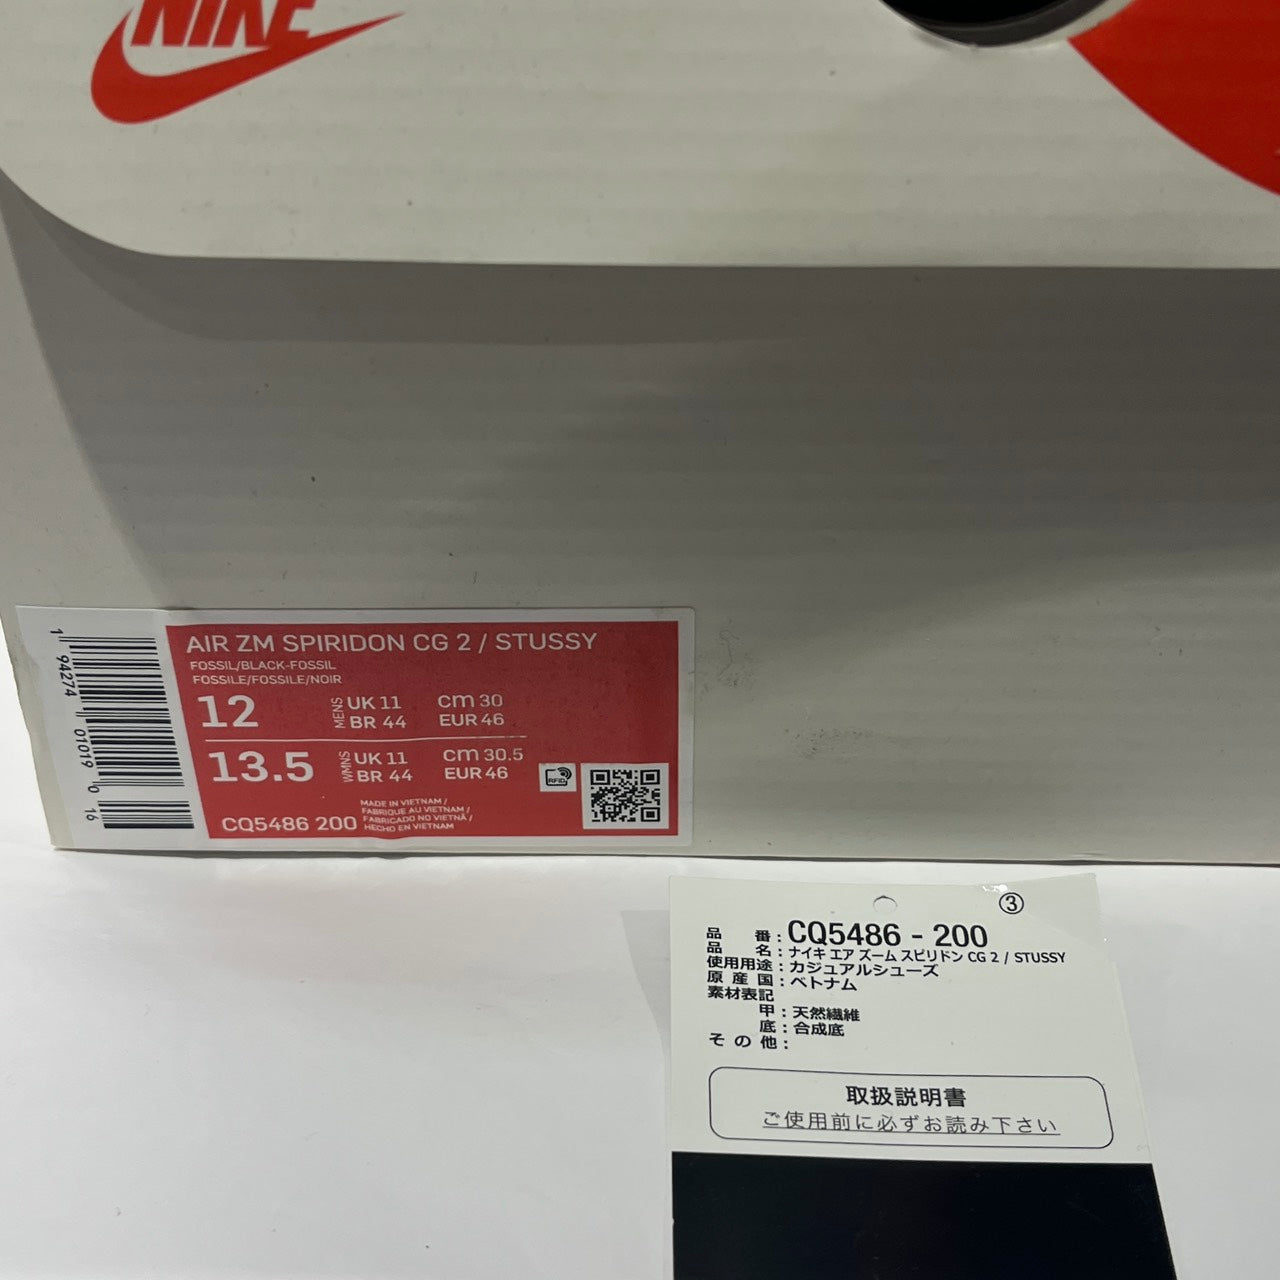 NIKE
AIR ZM SPIRIDON CG 2 / STUSSY
FOSSIL/BLACK-FOSSIL
FOSSILE/FOSSILE/NOIR
12 MENS UK 11 cm 30
BR 44 EUR 46
13.5 WMNS UK 11 cm 30.5
BR 44 EUR 46
RFID
CQ5486 200
MADE IN VIETNAM /
FABRIQUE AU VIETNAM /
FABRICADO NO VIETNÃ /
HECHO EN VIETNAM
1 94274 01019 0 16
③
品 番 : CQ5486 - 200
品 名 : ナイキ エア ズーム スピリドン CG 2 / STUSSY
使用用途 : カジュアルシューズ
原 産 国 : ベトナム
素材表記
甲 : 天然繊維
底 : 合成底
そ の 他 :
取扱説明書
ご使用前に必ずお読み下さい